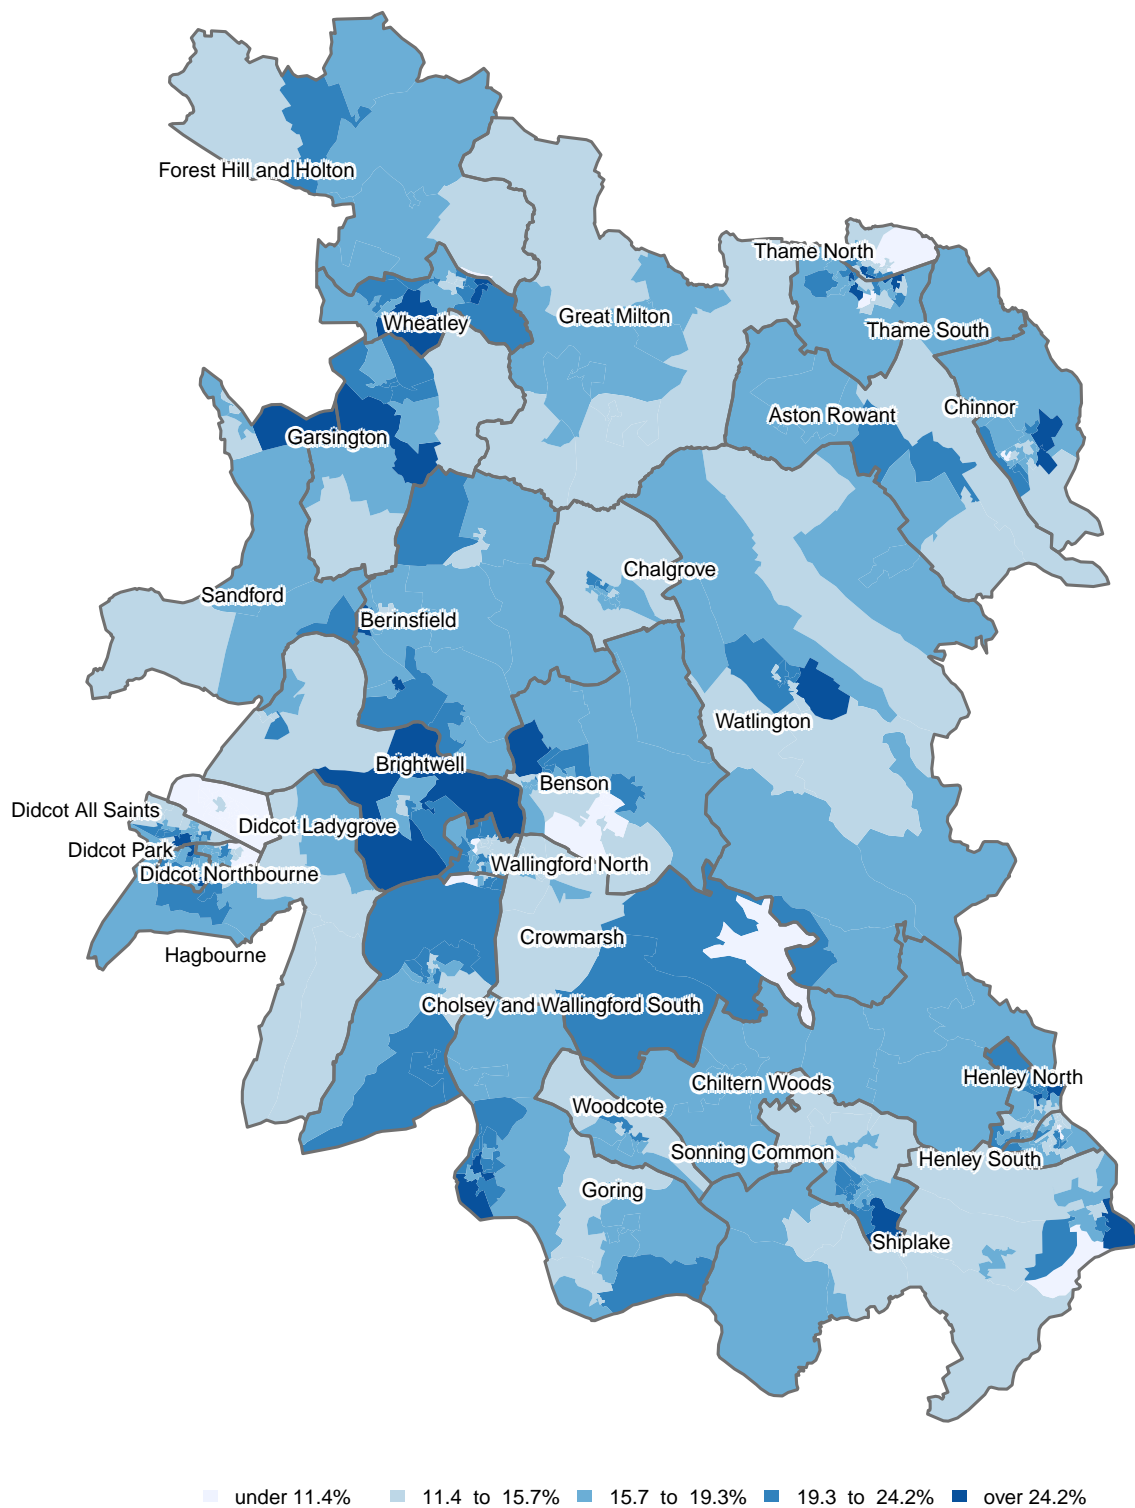 Forest Hill and Holton
Thame North
Wheatley
Great Milton
Thame South
Aston Rowant
Chinnor
Garsington
Chalgrove
Sandford
Berinsfield
Watlington
Brightwell
Benson
Didcot All Saints
Didcot Ladygrove
Didcot Park
Wallingford North
Didcot Northbourne
Crowmarsh
Hagbourne
Cholsey and Wallingford South
Henley North
Chiltern Woods
Woodcote
Sonning Common
Henley South
Goring
Shiplake
under 11.4% 11.4 to 15.7% 15.7 to 19.3% 19.3 to 24.2% over 24.2%